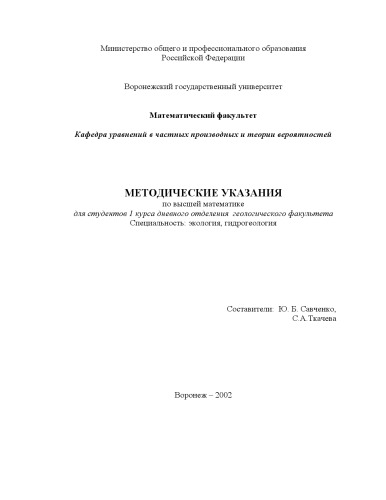 Министерство общего и профессионального образования
Российской Федерации
Воронежский государственный университет
Математический факультет
Кафедра уравнений в частных производных и теории вероятностей
МЕТОДИЧЕСКИЕ УКАЗАНИЯ
по высшей математике
для студентов 1 курса дневного отделения геологического факультета
Специальность: экология, гидрогеология
Составители: Ю. Б. Савченко,
С.А.Ткачева
Воронеж – 2002